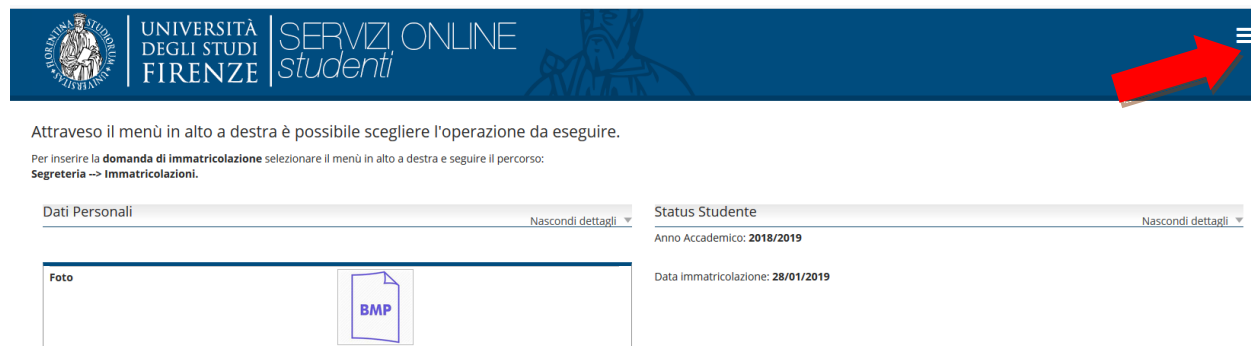 UNIVERSITÀ
DEGLI STUDI
FIRENZE
SERVIZI ONLINE
studenti
Attraveso il menù in alto a destra è possibile scegliere l'operazione da eseguire.
Per inserire la domanda di immatricolazione selezionare il menù in alto a destra e seguire il percorso:
Segreteria --> Immatricolazioni.
Dati Personali
Nascondi dettagli
Foto
BMP
Status Studente
Nascondi dettagli
Anno Accademico: 2018/2019
Data immatricolazione: 28/01/2019